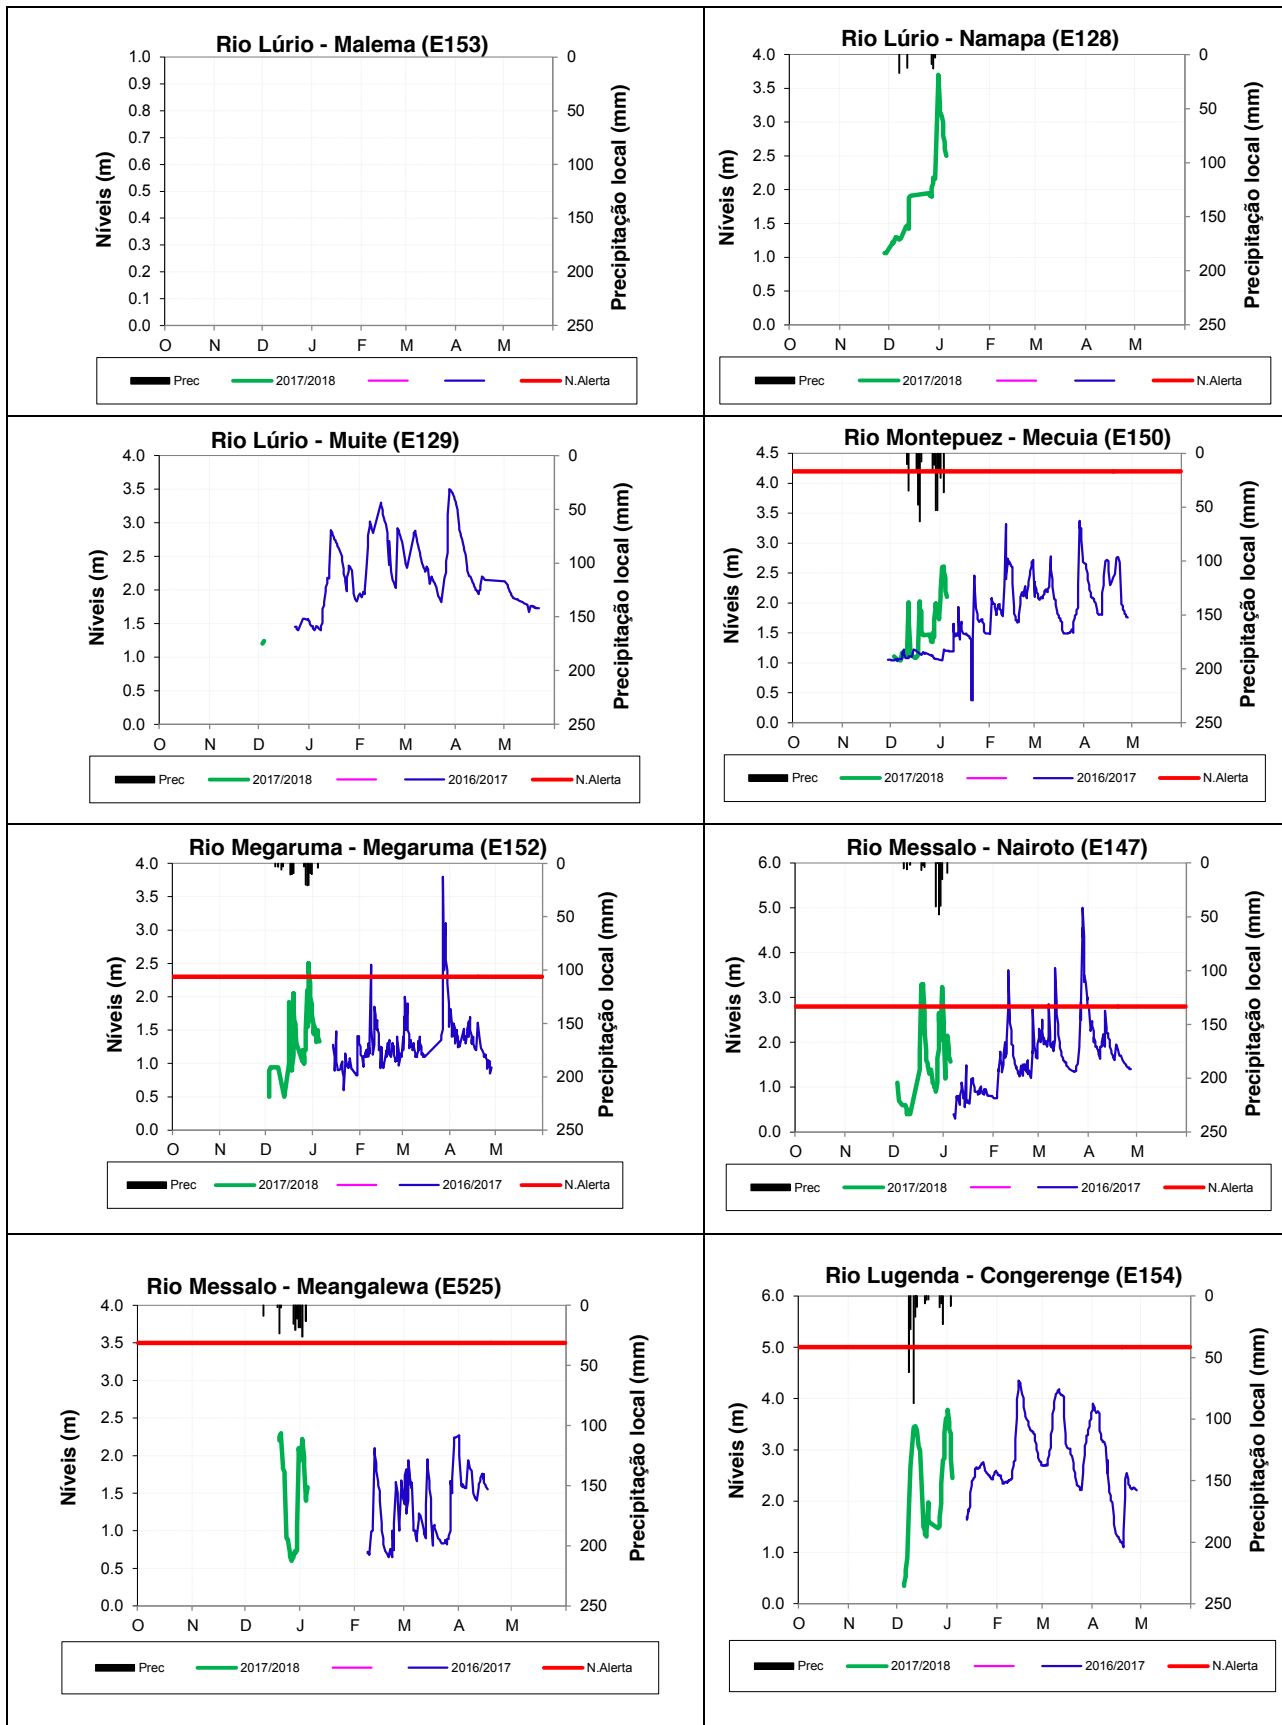 Rio Lúrio - Malema (E153)
1.0
0.9
0.8
0.7
0.6
0.5
0.4
0.3
0.2
0.1
0.0
Níveis (m)
0
50
100
150
200
250
Precipitação local (mm)
O N D J F M A M
Prec 2017/2018 N.Alerta
Rio Lúrio - Namapa (E128)
4.0
3.5
3.0
2.5
2.0
1.5
1.0
0.5
0.0
Níveis (m)
0
50
100
150
200
250
Precipitação local (mm)
O N D J F M A M
Prec 2017/2018 N.Alerta
Rio Lúrio - Muite (E129)
4.0
3.5
3.0
2.5
2.0
1.5
1.0
0.5
0.0
Níveis (m)
0
50
100
150
200
250
Precipitação local (mm)
O N D J F M A M
Prec 2017/2018 2016/2017 N.Alerta
Rio Montepuez - Mecuia (E150)
4.5
4.0
3.5
3.0
2.5
2.0
1.5
1.0
0.5
0.0
Níveis (m)
0
50
100
150
200
250
Precipitação local (mm)
O N D J F M A M
Prec 2017/2018 2016/2017 N.Alerta
Rio Megaruma - Megaruma (E152)
4.0
3.5
3.0
2.5
2.0
1.5
1.0
0.5
0.0
Níveis (m)
0
50
100
150
200
250
Precipitação local (mm)
O N D J F M A M
Prec 2017/2018 2016/2017 N.Alerta
Rio Messalo - Nairoto (E147)
6.0
5.0
4.0
3.0
2.0
1.0
0.0
Níveis (m)
0
50
100
150
200
250
Precipitação local (mm)
O N D J F M A M
Prec 2017/2018 2016/2017 N.Alerta
Rio Messalo - Meangalewa (E525)
4.0
3.5
3.0
2.5
2.0
1.5
1.0
0.5
0.0
Níveis (m)
0
50
100
150
200
250
Precipitação local (mm)
O N D J F M A M
Prec 2017/2018 2016/2017 N.Alerta
Rio Lugenda - Congerenge (E154)
6.0
5.0
4.0
3.0
2.0
1.0
0.0
Níveis (m)
0
50
100
150
200
250
Precipitação local (mm)
O N D J F M A M
Prec 2017/2018 2016/2017 N.Alerta